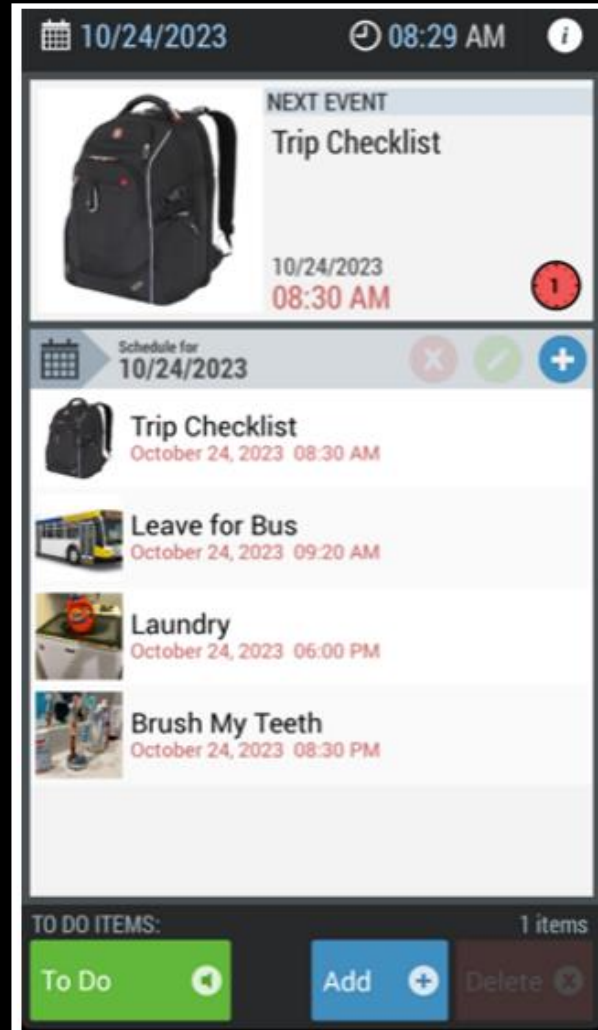 10/24/2023 08:29 AM i
NEXT EVENT
Trip Checklist
10/24/2023
08:30 AM
1
Schedule for
10/24/2023
Trip Checklist
October 24, 2023 08:30 AM
Leave for Bus
October 24, 2023 09:20 AM
Laundry
October 24, 2023 06:00 PM
Brush My Teeth
October 24, 2023 08:30 PM
TO DO ITEMS: 1 items
To Do Add Delete